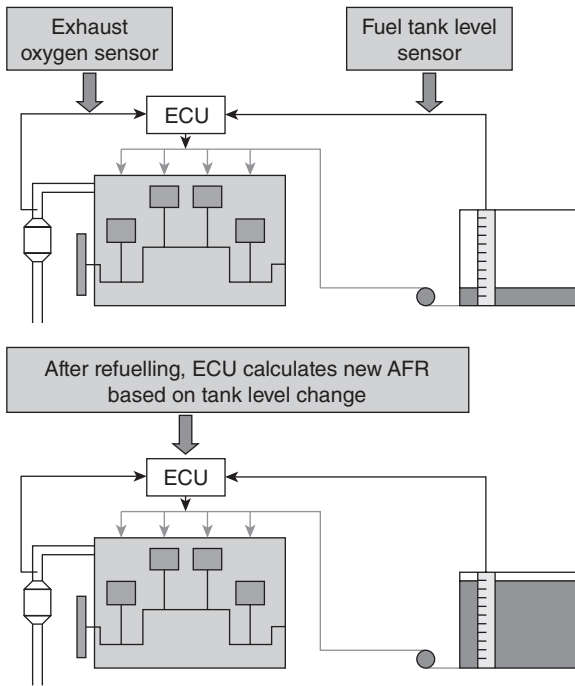 Exhaust
oxygen sensor
Fuel tank level
sensor
ECU
After refuelling, ECU calculates new AFR
based on tank level change
ECU